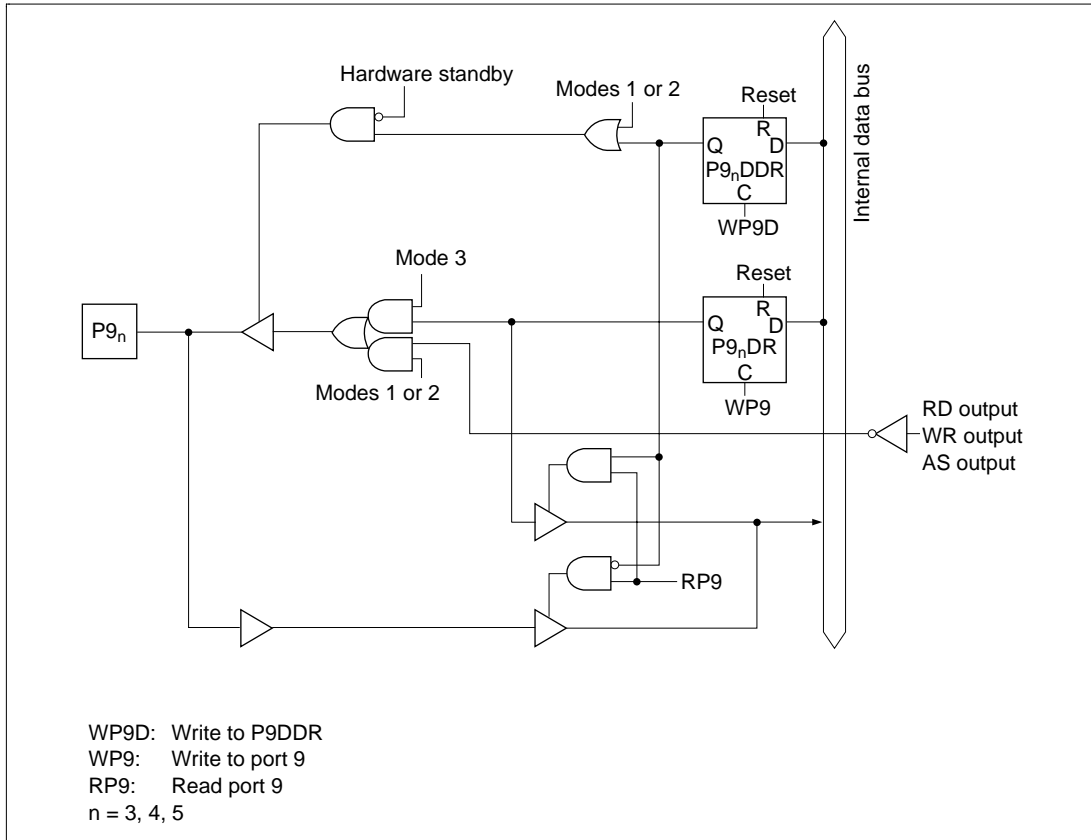 Hardware standby
Modes 1 or 2
Reset
R
Q
D
P9nDDR
C
WP9D
Internal data bus
Mode 3
Reset
R
Q
D
P9nDR
C
WP9
P9n
Modes 1 or 2
RD output
WR output
AS output
RP9
WP9D: Write to P9DDR
WP9: Write to port 9
RP9: Read port 9
n = 3, 4, 5